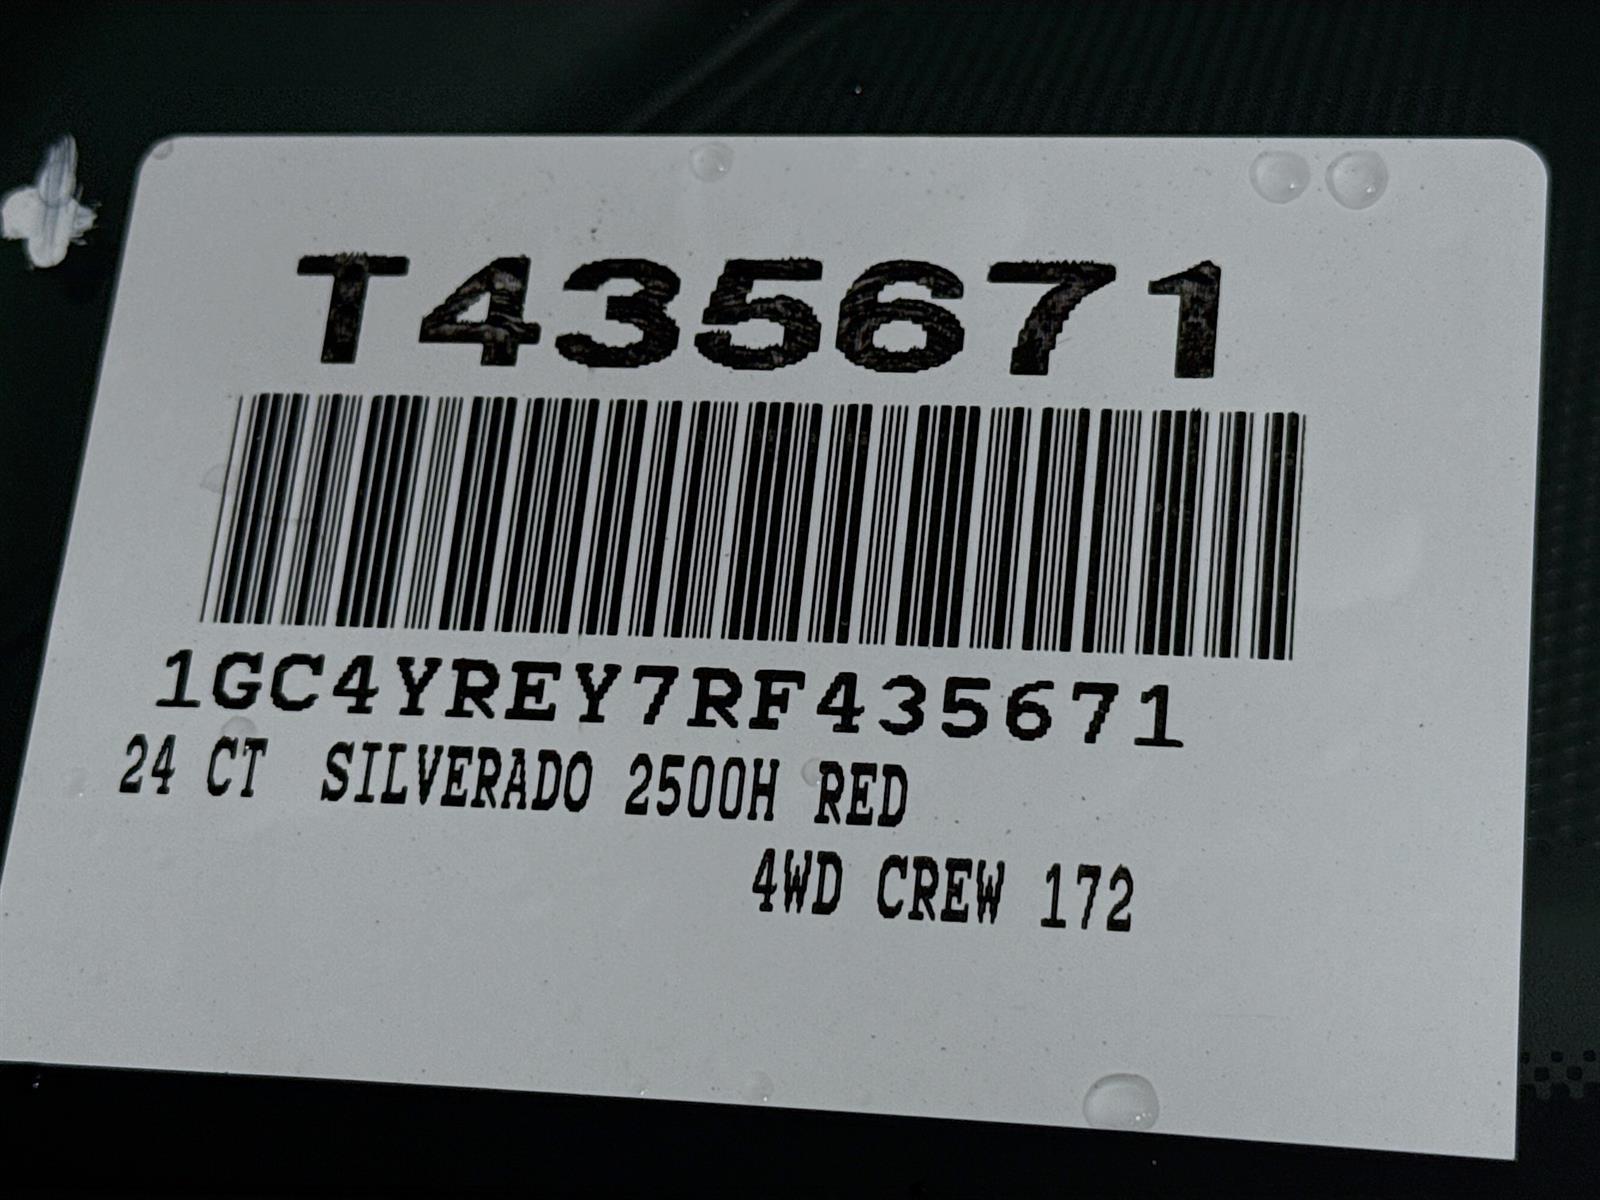 T435671
1GC4YREY7RF435671
24 CT SILVERADO 2500H RED
4WD CREW 172